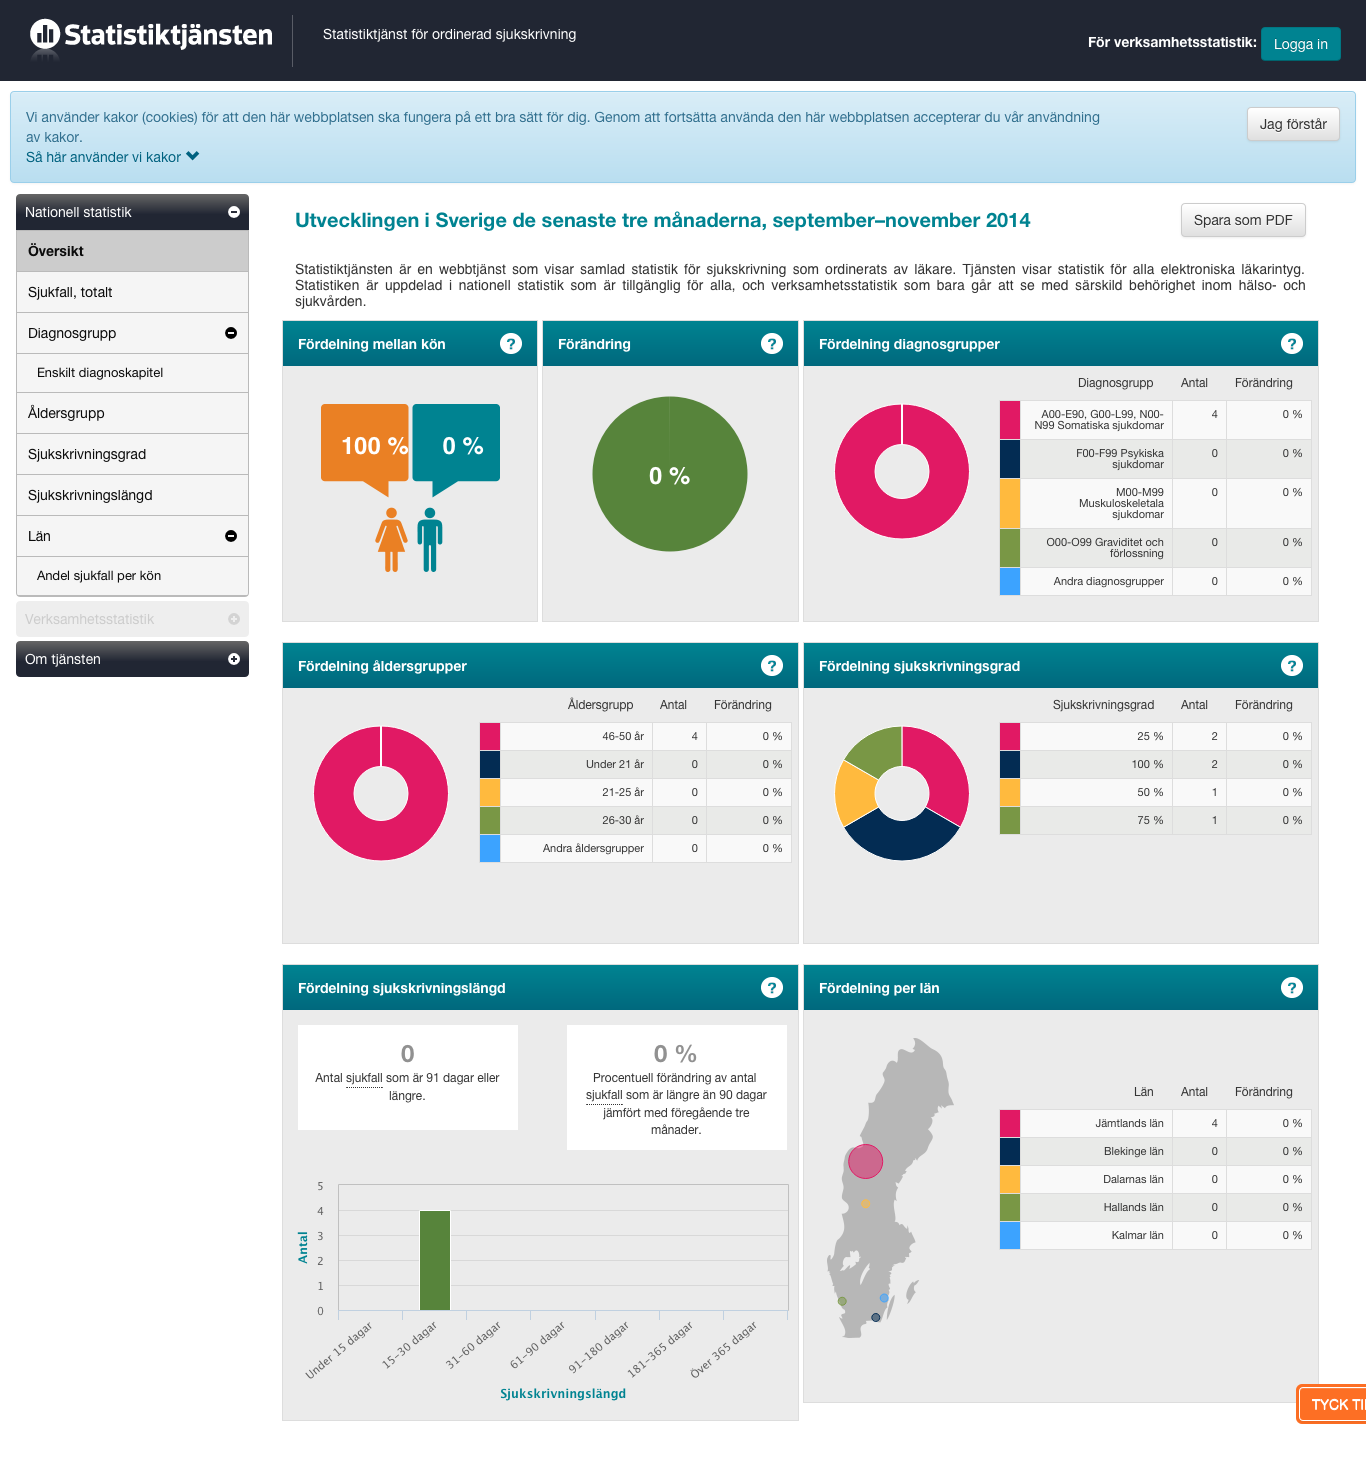 Statistiktjänsten
Statistiktjänst för ordinerad sjukskrivning
För verksamhetsstatistik: Logga in
Vi använder kakor (cookies) för att den här webbplatsen ska fungera på ett bra sätt för dig. Genom att fortsätta använda den här webbplatsen accepterar du vår användning
av kakor.
Så här använder vi kakor
Jag förstår
Nationell statistik
Översikt
Sjukfall, totalt
Diagnosgrupp
Enskilt diagnoskapitel
Åldersgrupp
Sjukskrivningsgrad
Sjukskrivningslängd
Län
Andel sjukfall per kön
Verksamhetsstatistik
Om tjänsten
Utvecklingen i Sverige de senaste tre månaderna, september–november 2014
Spara som PDF
Statistiktjänsten är en webbtjänst som visar samlad statistik för sjukskrivning som ordinerats av läkare. Tjänsten visar statistik för alla elektroniska läkarintyg.
Statistiken är uppdelad i nationell statistik som är tillgänglig för alla, och verksamhetsstatistik som bara går att se med särskild behörighet inom hälso- och
sjukvården.
Fördelning mellan kön ?
100 % 0 %
Förändring ?
0 %
Fördelning diagnosgrupper ?
Diagnosgrupp Antal Förändring
A00-E90, G00-L99, N00-
N99 Somatiska sjukdomar 4 0 %
F00-F99 Psykiska
sjukdomar 0 0 %
M00-M99
Muskuloskeletala
sjukdomar 0 0 %
O00-O99 Graviditet och
förlossning 0 0 %
Andra diagnosgrupper 0 0 %
Fördelning åldersgrupper ?
Åldersgrupp Antal Förändring
46-50 år 4 0 %
Under 21 år 0 0 %
21-25 år 0 0 %
26-30 år 0 0 %
Andra åldersgrupper 0 0 %
Fördelning sjukskrivningsgrad ?
Sjukskrivningsgrad Antal Förändring
25 % 2 0 %
100 % 2 0 %
50 % 1 0 %
75 % 1 0 %
Fördelning sjukskrivningslängd ?
0
Antal sjukfall som är 91 dagar eller
längre.
0 %
Procentuell förändring av antal
sjukfall som är längre än 90 dagar
jämfört med föregående tre
månader.
Antal
5
4
3
2
1
0
Under 15 dagar
15–30 dagar
31–60 dagar
61–90 dagar
91–180 dagar
181–365 dagar
Över 365 dagar
Sjukskrivningslängd
Fördelning per län ?
Län Antal Förändring
Jämtlands län 4 0 %
Blekinge län 0 0 %
Dalarnas län 0 0 %
Hallands län 0 0 %
Kalmar län 0 0 %
TYCK